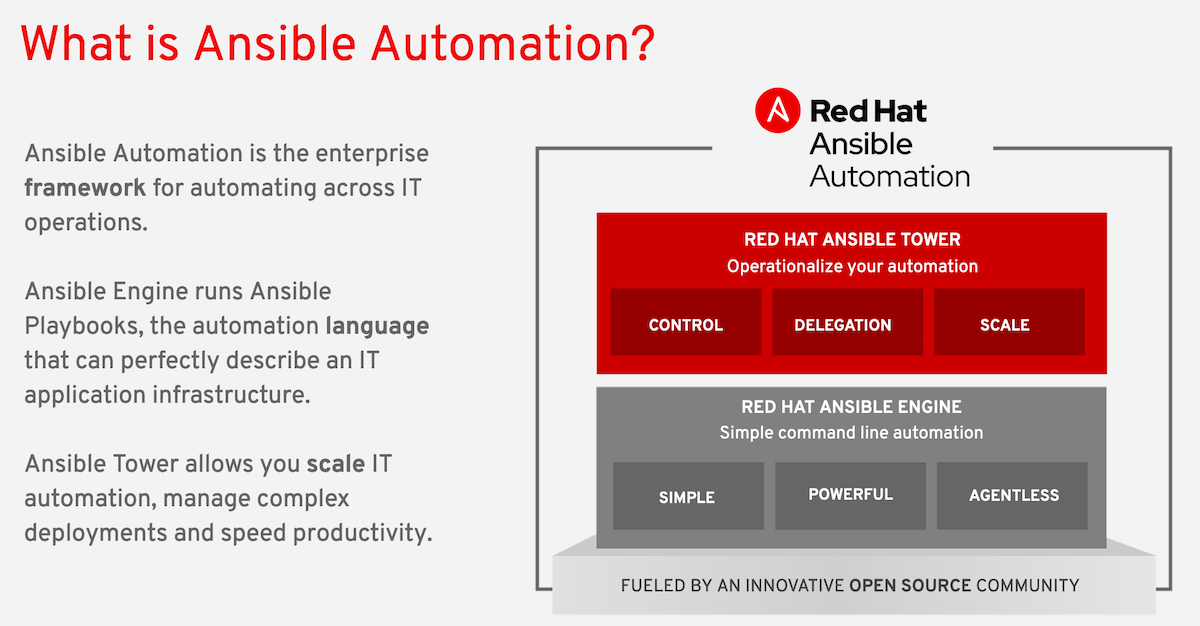 What is Ansible Automation?
Ansible Automation is the enterprise
framework for automating across IT
operations.
Ansible Engine runs Ansible
Playbooks, the automation language
that can perfectly describe an IT
application infrastructure.
Ansible Tower allows you scale IT
automation, manage complex
deployments and speed productivity.
Red Hat
Ansible
Automation
RED HAT ANSIBLE TOWER
Operationalize your automation
CONTROL
DELEGATION
SCALE
RED HAT ANSIBLE ENGINE
Simple command line automation
SIMPLE
POWERFUL
AGENTLESS
FUELED BY AN INNOVATIVE OPEN SOURCE COMMUNITY